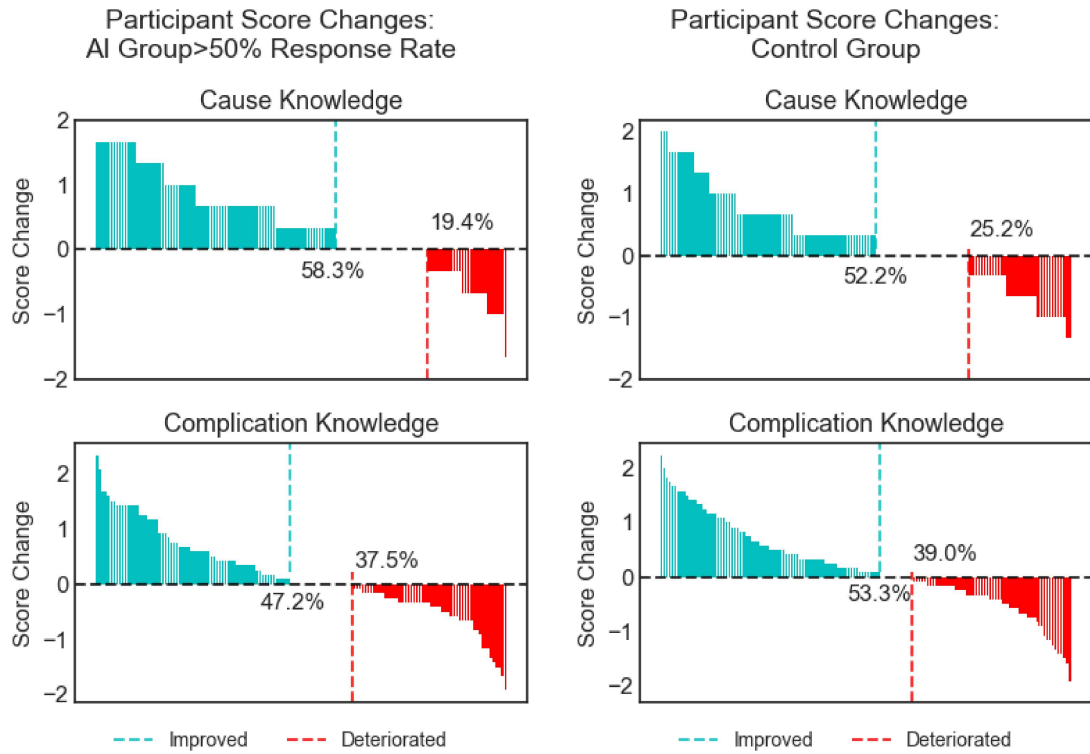 Participant Score Changes:
AI Group>50% Response Rate
Cause Knowledge
Score Change
2
1
0
−1
−2
19.4%
58.3%
Participant Score Changes:
Control Group
Cause Knowledge
Score Change
2
1
0
−1
−2
25.2%
52.2%
Complication Knowledge
Score Change
2
1
0
−1
−2
37.5%
47.2%
Complication Knowledge
Score Change
2
1
0
−1
−2
39.0%
53.3%
Improved
Deteriorated
Improved
Deteriorated